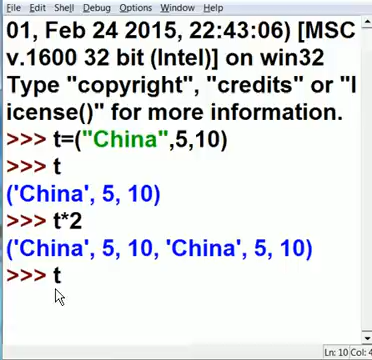 File Edit Shell Debug Options Window Help
01, Feb 24 2015, 22:43:06) [MSC
v.1600 32 bit (Intel)] on win32
Type "copyright", "credits" or "l
icense()" for more information.
>>> t=("China",5,10)
>>> t
('China', 5, 10)
>>> t*2
('China', 5, 10, 'China', 5, 10)
>>> t
Ln: 10 Col: 4